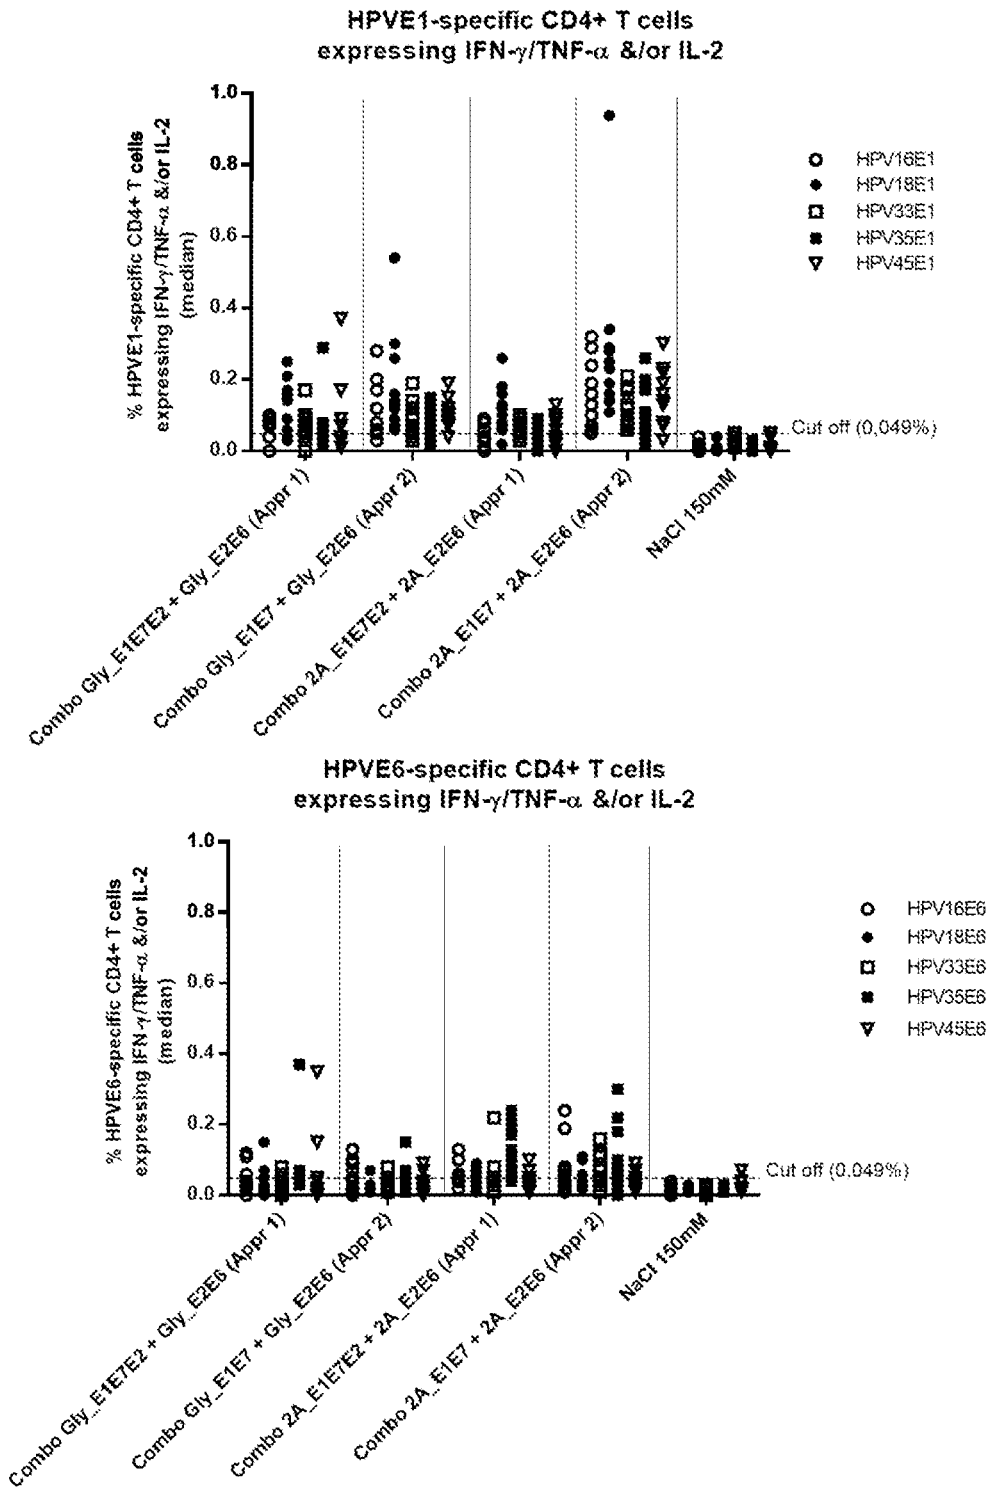 HPVE1-specific CD4+ T cells
expressing IFN-γ/TNF-α &/or IL-2
% HPVE1-specific CD4+ T cells
expressing IFN-γ/TNF-α &/or IL-2
(median)
1.0
0.8
0.6
0.4
0.2
0.0
HPV16E1
HPV18E1
HPV33E1
HPV35E1
HPV45E1
Cut off (0,049%)
Combo Gly_E1E7E2 + Gly_E2E6 (Appr 1)
Combo Gly_E1E7 + Gly_E2E6 (Appr 2)
Combo 2A_E1E7E2 + 2A_E2E6 (Appr 1)
Combo 2A_E1E7 + 2A_E2E6 (Appr 2)
NaCl 150mM
HPVE6-specific CD4+ T cells
expressing IFN-γ/TNF-α &/or IL-2
% HPVE6-specific CD4+ T cells
expressing IFN-γ/TNF-α &/or IL-2
(median)
1.0
0.8
0.6
0.4
0.2
0.0
HPV16E6
HPV18E6
HPV33E6
HPV35E6
HPV45E6
Cut off (0.049%)
Combo Gly_E1E7E2 + Gly_E2E6 (Appr 1)
Combo Gly_E1E7 + Gly_E2E6 (Appr 2)
Combo 2A_E1E7E2 + 2A_E2E6 (Appr 1)
Combo 2A_E1E7 + 2A_E2E6 (Appr 2)
NaCl 150mM